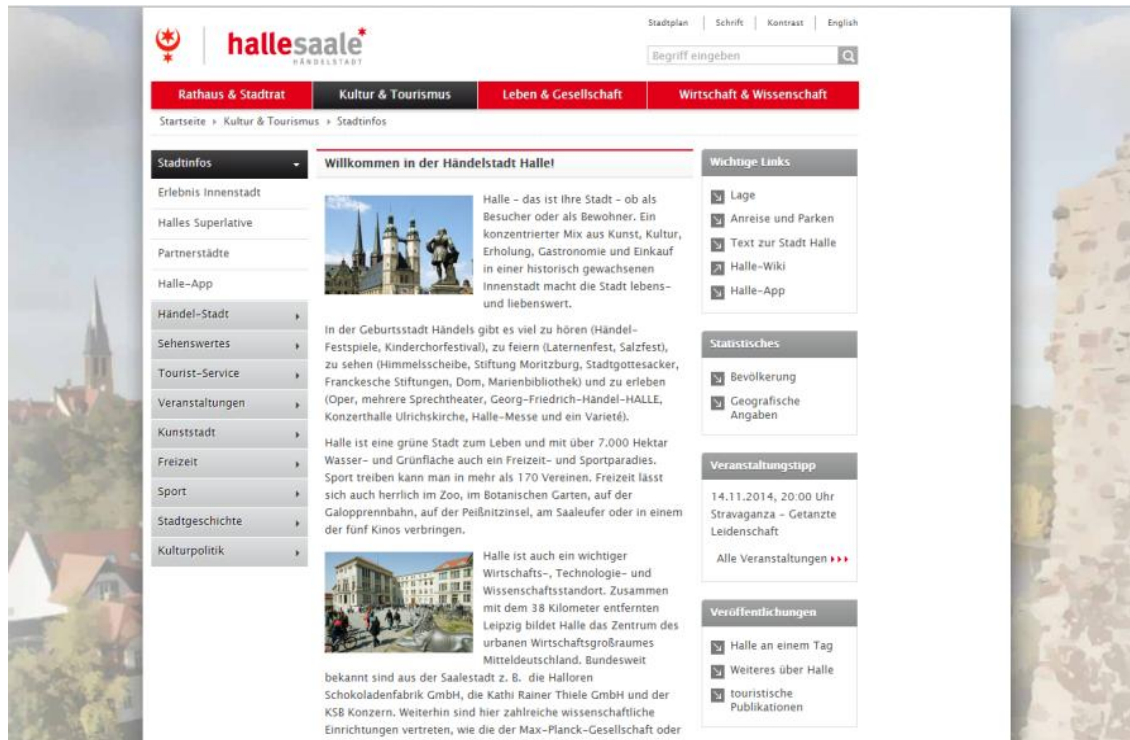 Stadtplan
Schrift
Kontrast
English
hallesaale*
HÄNDELSTADT
Begriff eingeben
Rathaus & Stadtrat
Kultur & Tourismus
Leben & Gesellschaft
Wirtschaft & Wissenschaft
Startseite › Kultur & Tourismus › Stadtinfos
Stadtinfos
Erlebnis Innenstadt
Halles Superlative
Partnerstädte
Halle-App
Händel-Stadt
Sehenswertes
Tourist-Service
Veranstaltungen
Kunststadt
Freizeit
Sport
Stadtgeschichte
Kulturpolitik
Willkommen in der Händelstadt Halle!
Halle – das ist Ihre Stadt – ob als
Besucher oder als Bewohner. Ein
konzentrierter Mix aus Kunst, Kultur,
Erholung, Gastronomie und Einkauf
in einer historisch gewachsenen
Innenstadt macht die Stadt lebens-
und liebenswert.
In der Geburtsstadt Händels gibt es viel zu hören (Händel-
Festspiele, Kinderchorfestival), zu feiern (Laternenfest, Salzfest),
zu sehen (Himmelsscheibe, Stiftung Moritzburg, Stadtgottesacker,
Franckesche Stiftungen, Dom, Marienbibliothek) und zu erleben
(Oper, mehrere Sprechtheater, Georg-Friedrich-Händel-HALLE,
Konzerthalle Ulrichskirche, Halle-Messe und ein Varieté).
Halle ist eine grüne Stadt zum Leben und mit über 7.000 Hektar
Wasser- und Grünfläche auch ein Freizeit- und Sportparadies.
Sport treiben kann man in mehr als 170 Vereinen. Freizeit lässt
sich auch herrlich im Zoo, im Botanischen Garten, auf der
Galopprennbahn, auf der Peißnitzinsel, am Saaleufer oder in einem
der fünf Kinos verbringen.
Halle ist auch ein wichtiger
Wirtschafts-, Technologie- und
Wissenschaftsstandort. Zusammen
mit dem 38 Kilometer entfernten
Leipzig bildet Halle das Zentrum des
urbanen Wirtschaftsgroßraumes
Mitteldeutschland. Bundesweit
bekannt sind aus der Saalestadt z. B. die Halloren
Schokoladenfabrik GmbH, die Kathi Rainer Thiele GmbH und der
KSB Konzern. Weiterhin sind hier zahlreiche wissenschaftliche
Einrichtungen vertreten, wie die der Max-Planck-Gesellschaft oder
Wichtige Links
Lage
Anreise und Parken
Text zur Stadt Halle
Halle-Wiki
Halle-App
Statistisches
Bevölkerung
Geografische
Angaben
Veranstaltungstipp
14.11.2014, 20:00 Uhr
Stravaganza – Getanzte
Leidenschaft
Alle Veranstaltungen
Veröffentlichungen
Halle an einem Tag
Weiteres über Halle
touristische
Publikationen